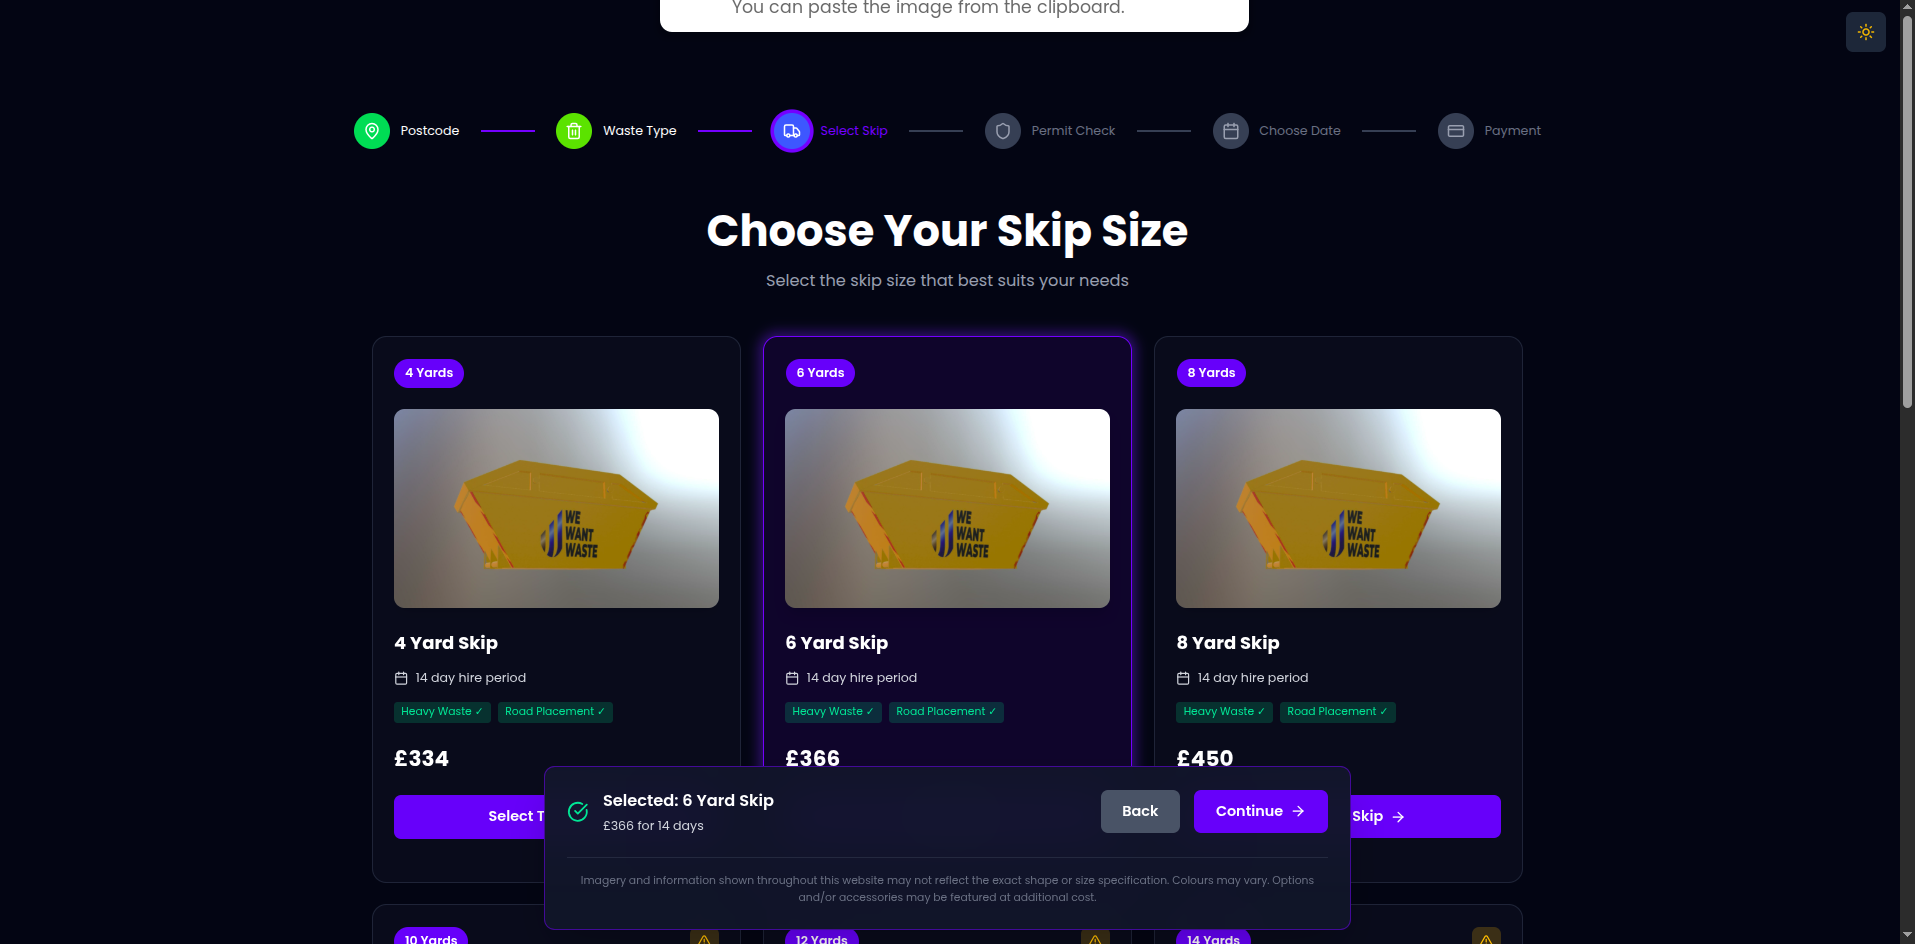 You can paste the image from the clipboard.
Postcode
Waste Type
Select Skip
Permit Check
Choose Date
Payment
Choose Your Skip Size
Select the skip size that best suits your needs
4 Yards
WE
WANT
WASTE
4 Yard Skip
14 day hire period
Heavy Waste ✓ Road Placement ✓
£334
Select T
6 Yards
WE
WANT
WASTE
6 Yard Skip
14 day hire period
Heavy Waste ✓ Road Placement ✓
£366
8 Yards
WE
WANT
WASTE
8 Yard Skip
14 day hire period
Heavy Waste ✓ Road Placement ✓
£450
Skip →
Selected: 6 Yard Skip
£366 for 14 days
Back
Continue →
Imagery and information shown throughout this website may not reflect the exact shape or size specification. Colours may vary. Options
and/or accessories may be featured at additional cost.
10 Yards
12 Yards
14 Yards